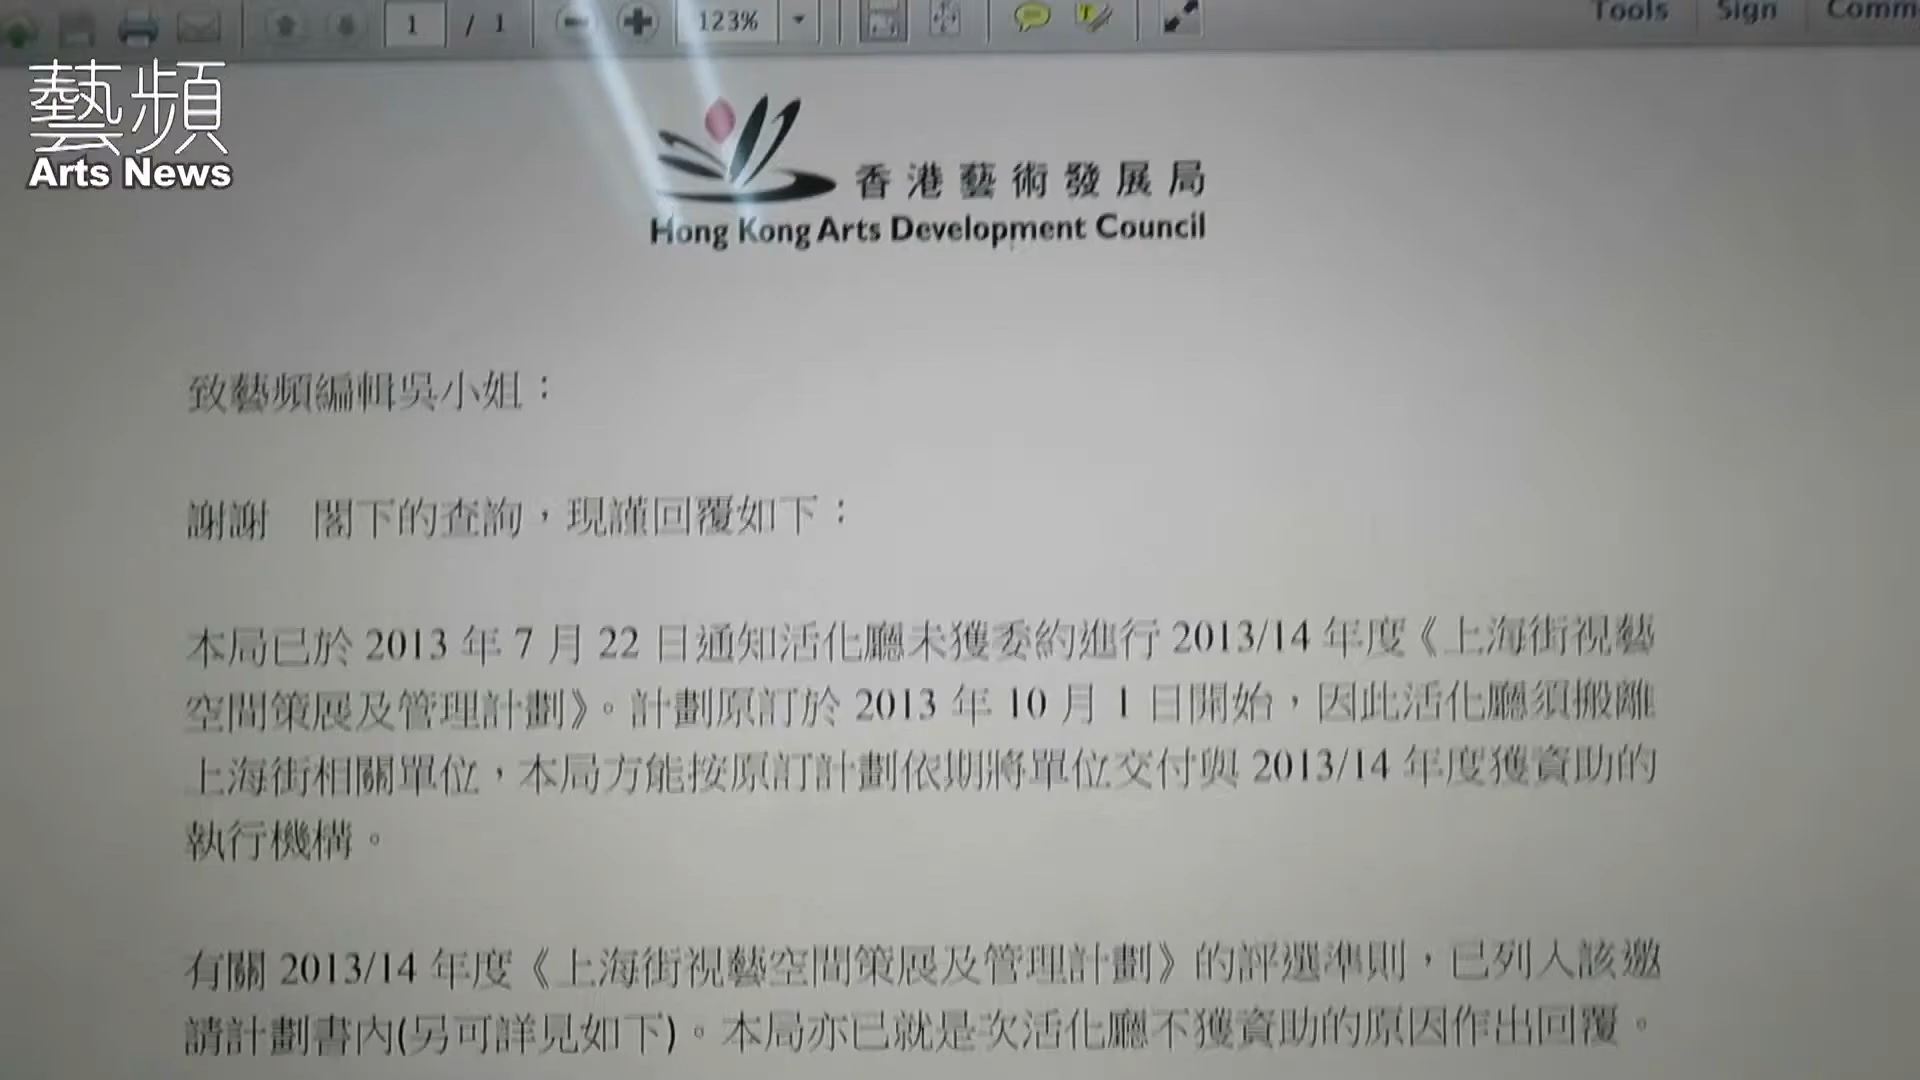 1 / 1
123%
Tools
Sign
Comm
藝頻
Arts News
香港藝術發展局
Hong Kong Arts Development Council
致藝頻編輯吳小姐：
謝謝　閣下的查詢，現謹回覆如下：
本局已於 2013 年 7 月 22 日通知活化廳未獲委約進行 2013/14 年度《上海街視藝
空間策展及管理計劃》。計劃原訂於 2013 年 10 月 1 日開始，因此活化廳須搬離
上海街相關單位，本局方能按原訂計劃依期將單位交付與 2013/14 年度獲資助的
執行機構。
有關 2013/14 年度《上海街視藝空間策展及管理計劃》的評選準則，已列入該邀
請計劃書內(另可詳見如下)。本局亦已就是次活化廳不獲資助的原因作出回覆。